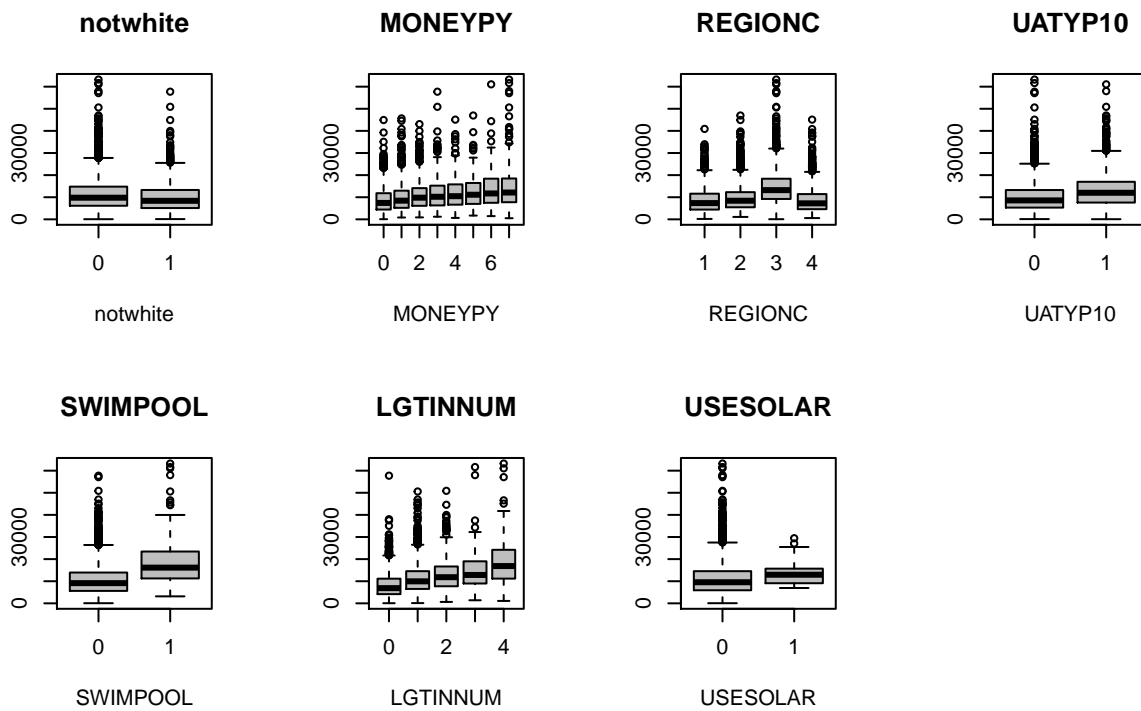 notwhite
30000
0
0 1
notwhite
MONEYPY
30000
0
0 2 4 6
MONEYPY
REGIONC
30000
0
1 2 3 4
REGIONC
UATYP10
30000
0
0 1
UATYP10
SWIMPOOL
30000
0
0 1
SWIMPOOL
LGTINNUM
30000
0
0 2 4
LGTINNUM
USESOLAR
30000
0
0 1
USESOLAR